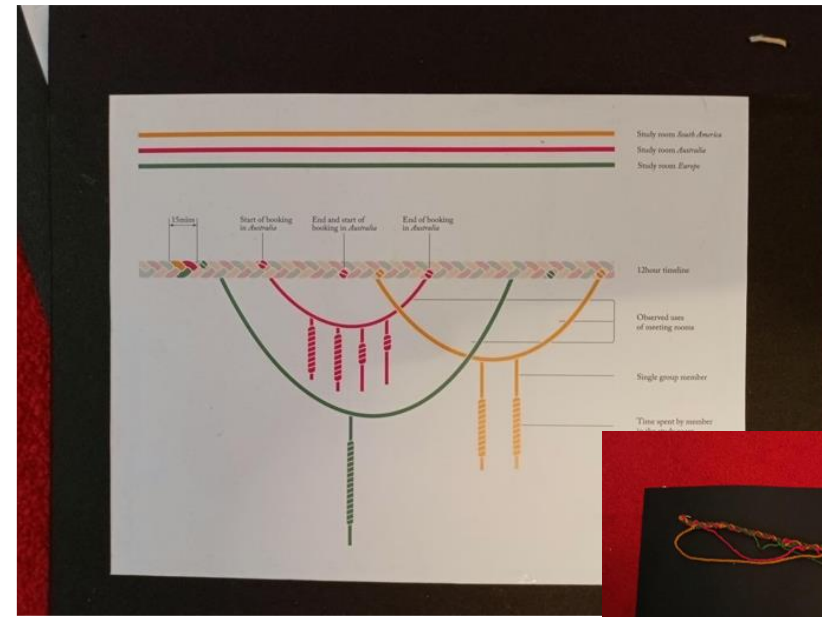 Study room South America
Study room Australia
Study room Europe
15mins
Start of booking
in Australia
End and start of
booking in Australia
End of booking
in Australia
12hour timeline
Observed uses
of meeting rooms
Single group member
Time spent by member